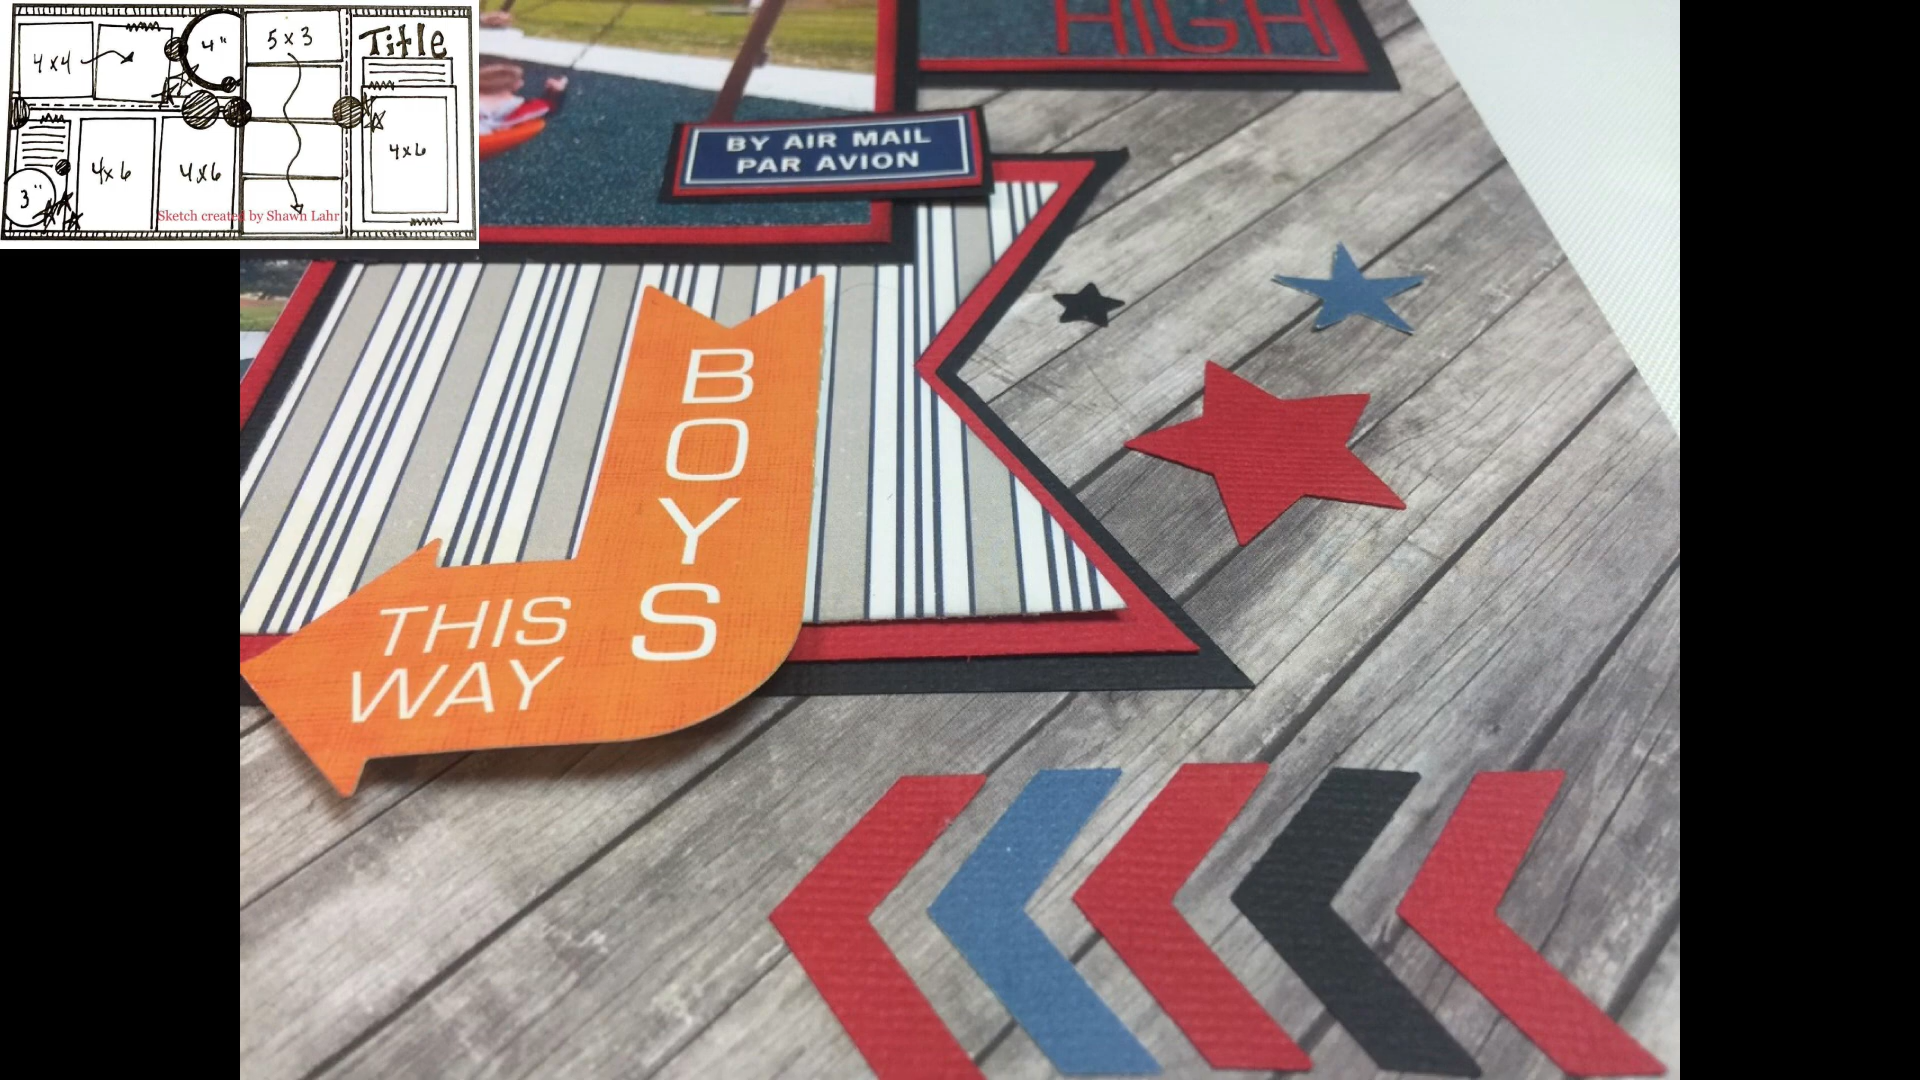 Title
4x4
4"
5x3
4x6
4x6
4x6
3"
Sketch created by Shawn Lahr
HIGH
BY AIR MAIL
PAR AVION
BOYS
THIS
WAY